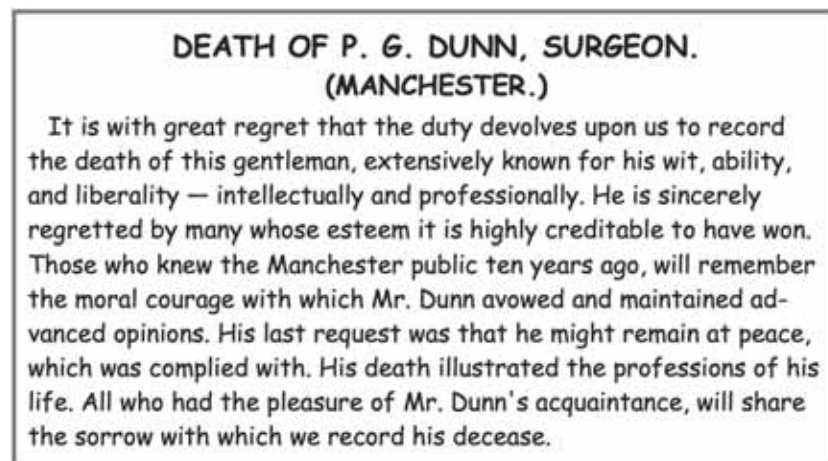 DEATH OF P. G. DUNN, SURGEON.
(MANCHESTER.)
It is with great regret that the duty devolves upon us to record
the death of this gentleman, extensively known for his wit, ability,
and liberality — intellectually and professionally. He is sincerely
regretted by many whose esteem it is highly creditable to have won.
Those who knew the Manchester public ten years ago, will remember
the moral courage with which Mr. Dunn avowed and maintained ad-
vanced opinions. His last request was that he might remain at peace,
which was complied with. His death illustrated the professions of his
life. All who had the pleasure of Mr. Dunn's acquaintance, will share
the sorrow with which we record his decease.